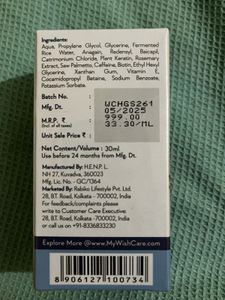 Ingredients:
Aqua, Propylene Glycol, Glycerin, Fermented
Rice Water, Anagain, Redensyl, Baicapil,
Cetrimonium Chloride, Plant Keratin, Rosemary
Extract, Saw Palmetto, Caffeine, Biotin, Ethyl Hexyl
Glycerine, Xanthan Gum, Vitamin E,
Cocamidopropyl Betaine, Sodium Benzoate,
Potassium Sorbate.
Batch No. : WCHGSS261
Mfg. Dt. : 05/2025
M.R.P. ₹ : 999.00
Unit Sale Price ₹ : 33.30/ML
Net Content/Volume: 30ml
Use before 24 months from Mfg. Dt.
Manufactured By: H.E.N.P. L.
NH 27, Kuvadva, 360023
Mfg. Lic. No. - GC/1364
Marketed By: Rabiko Lifestyle Pvt. Ltd.
28, B.T. Road, Kolkata - 700002, India
For feedback/complaints please
write to Customer Care Executive:
28, B.T. Road, Kolkata - 700002, India
or call us at +91-8336833230
Explore More @www.MyWishCare.com
8 906127 100734